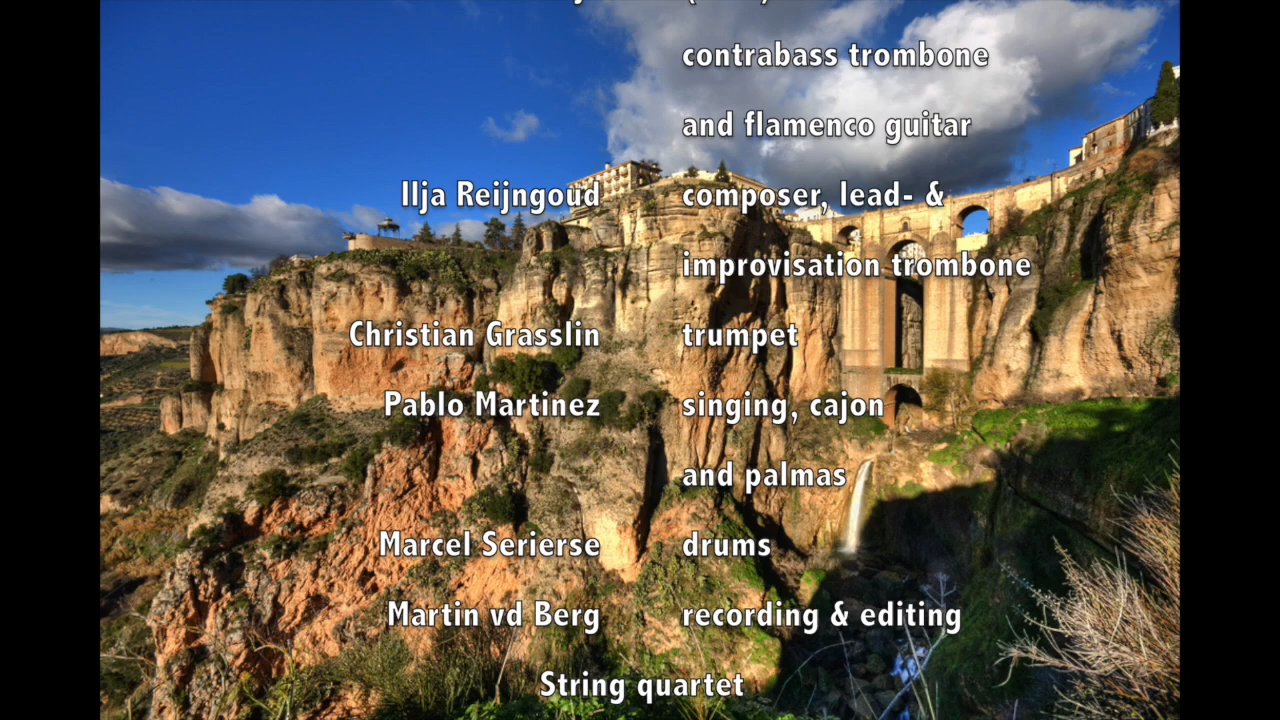 contrabass trombone
and flamenco guitar
Ilja Reijngoud composer, lead- &
improvisation trombone
Christian Grasslin trumpet
Pablo Martinez singing, cajon
and palmas
Marcel Serierse drums
Martin vd Berg recording & editing
String quartet